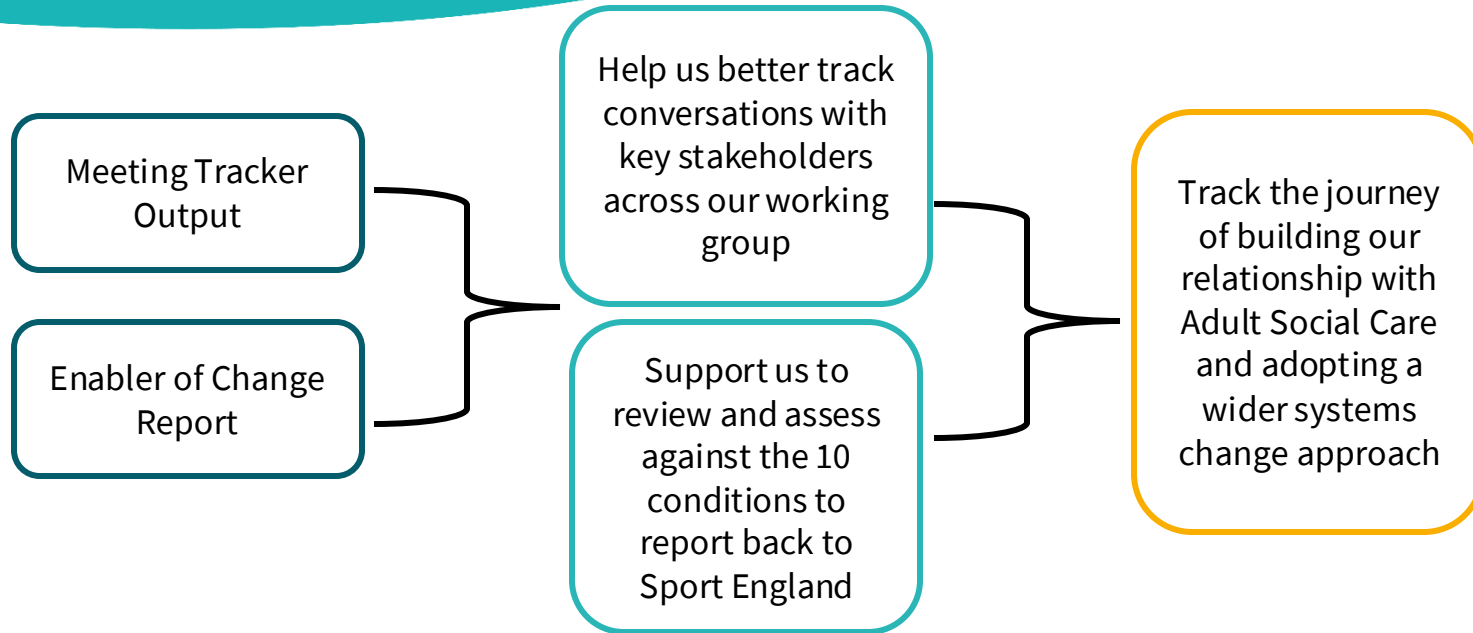 Meeting Tracker
Output
Enabler of Change
Report
Help us better track
conversations with
key stakeholders
across our working
group
Support us to
review and assess
against the 10
conditions to
report back to
Sport England
Track the journey
of building our
relationship with
Adult Social Care
and adopting a
wider systems
change approach